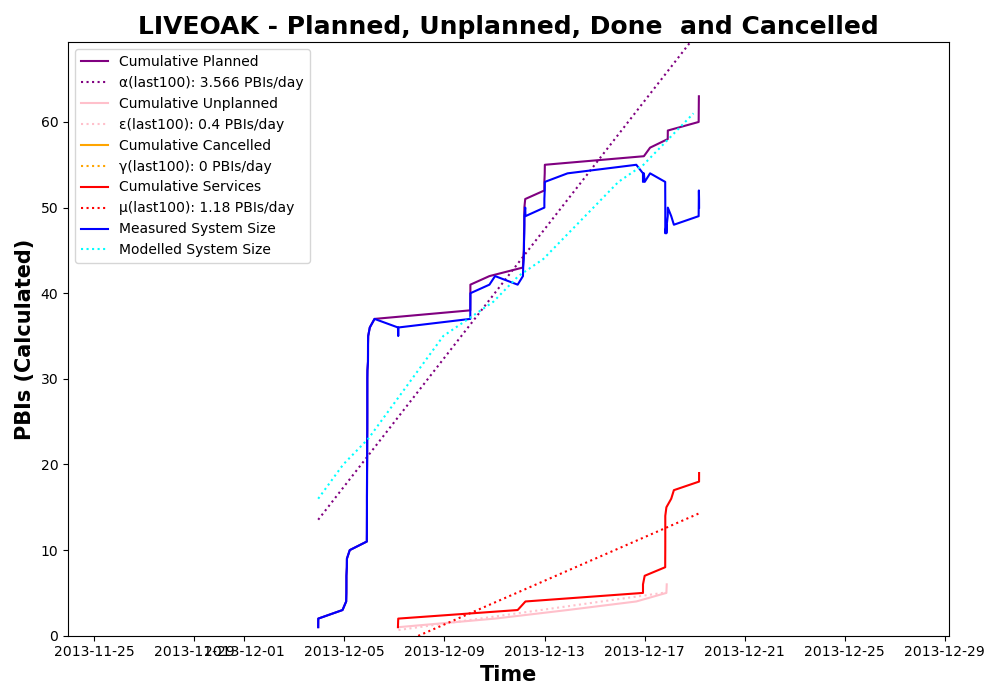 LIVEOAK - Planned, Unplanned, Done  and Cancelled
Cumulative Planned
α(last100): 3.566 PBIs/day
Cumulative Unplanned
ε(last100): 0.4 PBIs/day
Cumulative Cancelled
γ(last100): 0 PBIs/day
Cumulative Services
μ(last100): 1.18 PBIs/day
Measured System Size
Modelled System Size
PBIs (Calculated)
60
50
40
30
20
10
0
2013-11-25 2013-11-29 2013-12-01 2013-12-05 2013-12-09 2013-12-13 2013-12-17 2013-12-21 2013-12-25 2013-12-29
Time